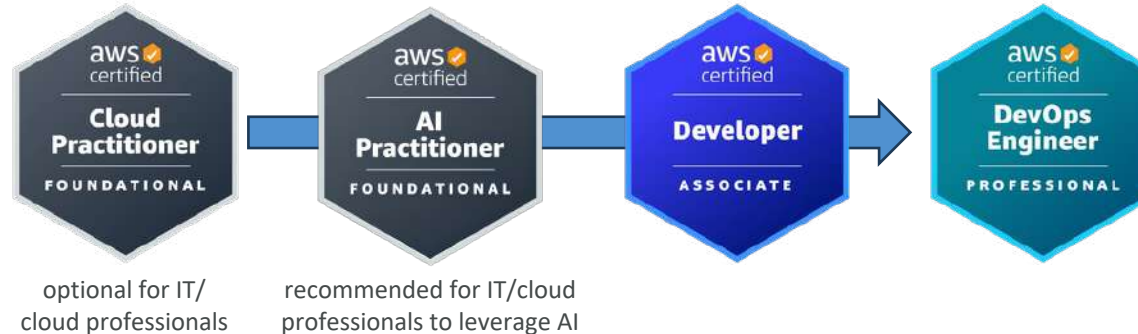 aws
certified
Cloud
Practitioner
FOUNDATIONAL
aws
certified
AI
Practitioner
FOUNDATIONAL
aws
certified
Developer
ASSOCIATE
aws
certified
DevOps
Engineer
PROFESSIONAL
optional for IT/
cloud professionals
recommended for IT/cloud
professionals to leverage AI